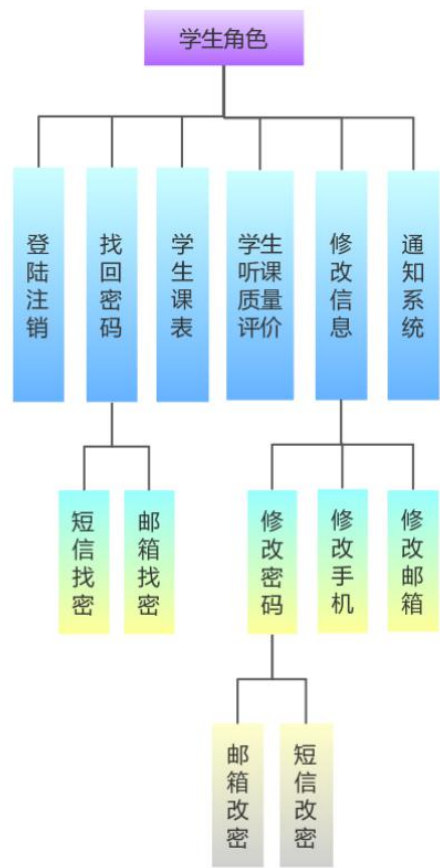 学生角色
登陆注销
找回密码
学生课表
学生听课质量评价
修改信息
通知系统
短信找密
邮箱找密
修改密码
修改手机
修改邮箱
邮箱改密
短信改密